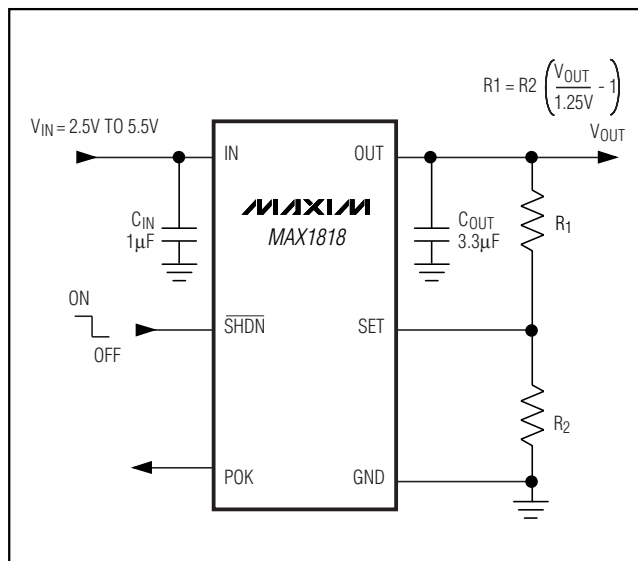 R1 = R2 (VOUT/1.25V - 1)
VIN = 2.5V TO 5.5V
VOUT
IN
OUT
MAXIM
MAX1818
CIN
1μF
COUT
3.3μF
R1
ON
OFF
SHDN
SET
R2
POK
GND